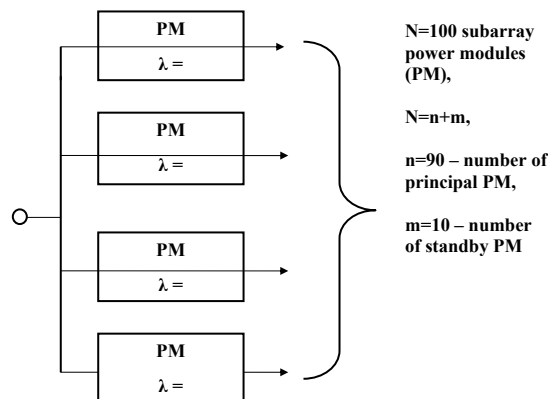 PM
λ =
PM
λ =
PM
λ =
PM
λ =
N=100 subarray
power modules
(PM),
N=n+m,
n=90 – number of
principal PM,
m=10 – number
of standby PM